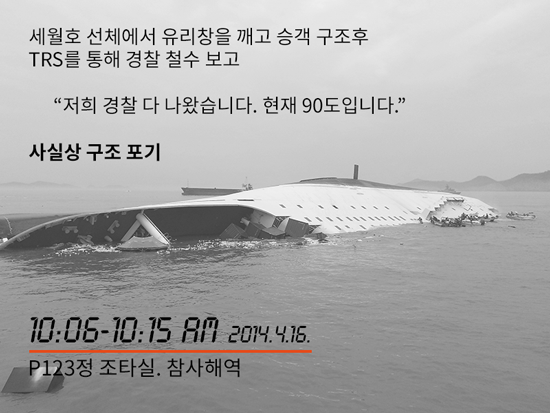 세월호 선체에서 유리창을 깨고 승객 구조후
TRS를 통해 경찰 철수 보고
“저희 경찰 다 나왔습니다. 현재 90도입니다.”
사실상 구조 포기
10:06-10:15 AM 2014.4.16.
P123정 조타실. 참사해역